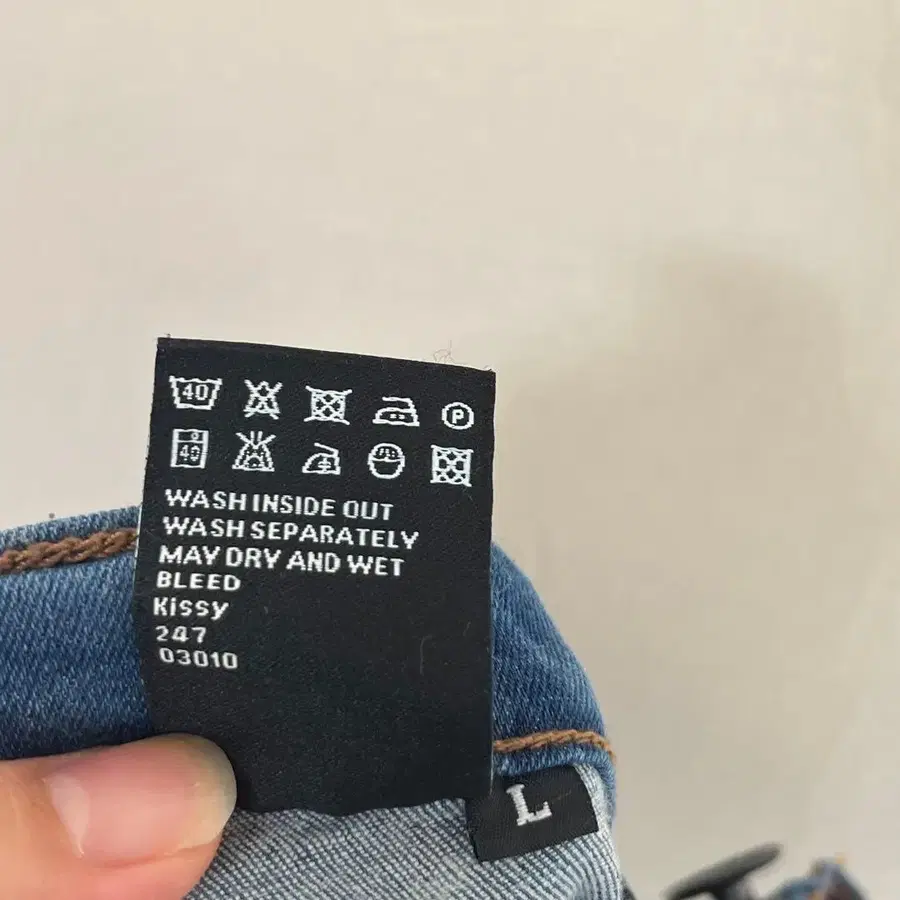 40
P
40
WASH INSIDE OUT
WASH SEPARATELY
MAY DRY AND WET
BLEED
Kissy
247
03010
L